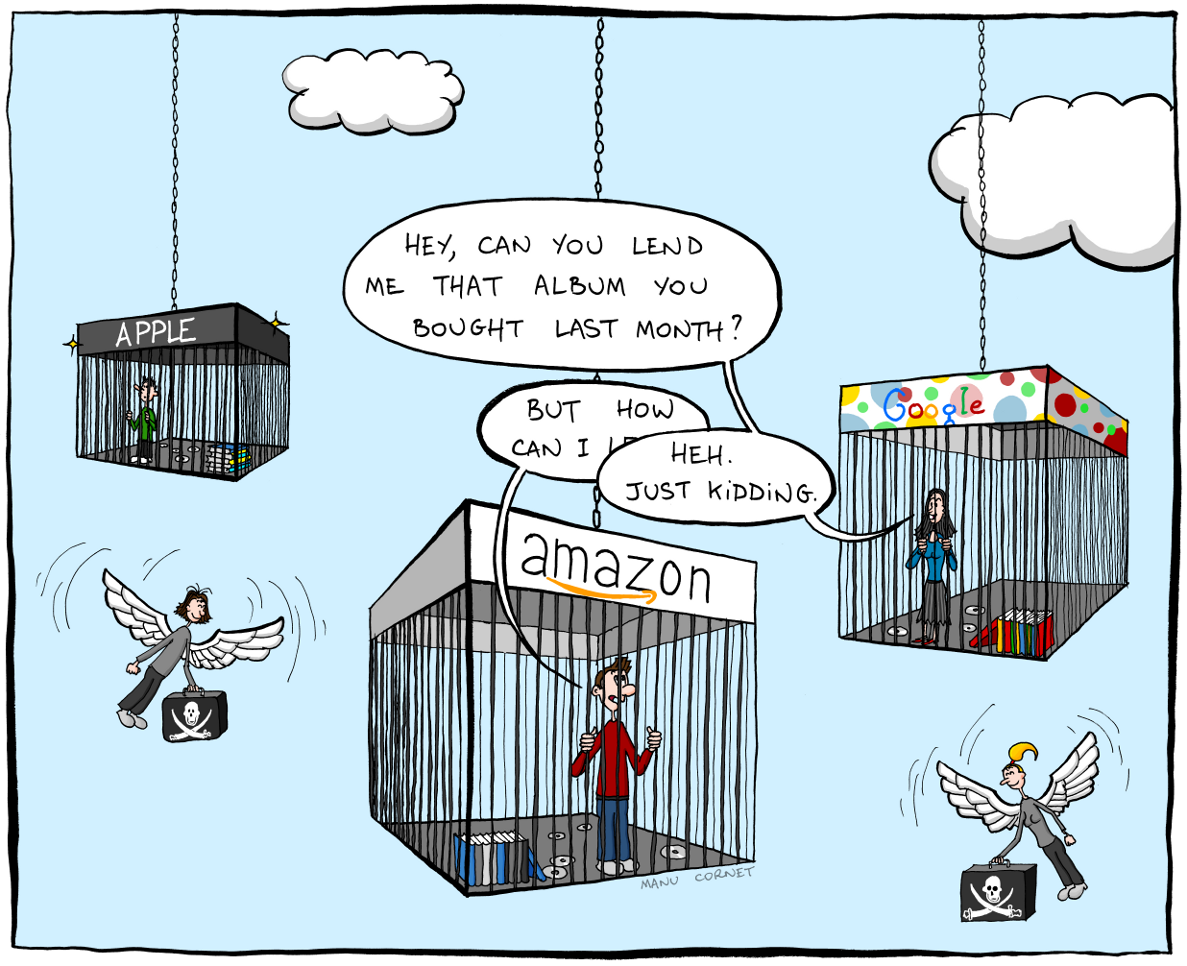 HEY, CAN YOU LEND
ME THAT ALBUM YOU
BOUGHT LAST MONTH?
APPLE
Google
BUT HOW
CAN I
HEH.
JUST KiDDiNG.
amazon
MANU CORNET